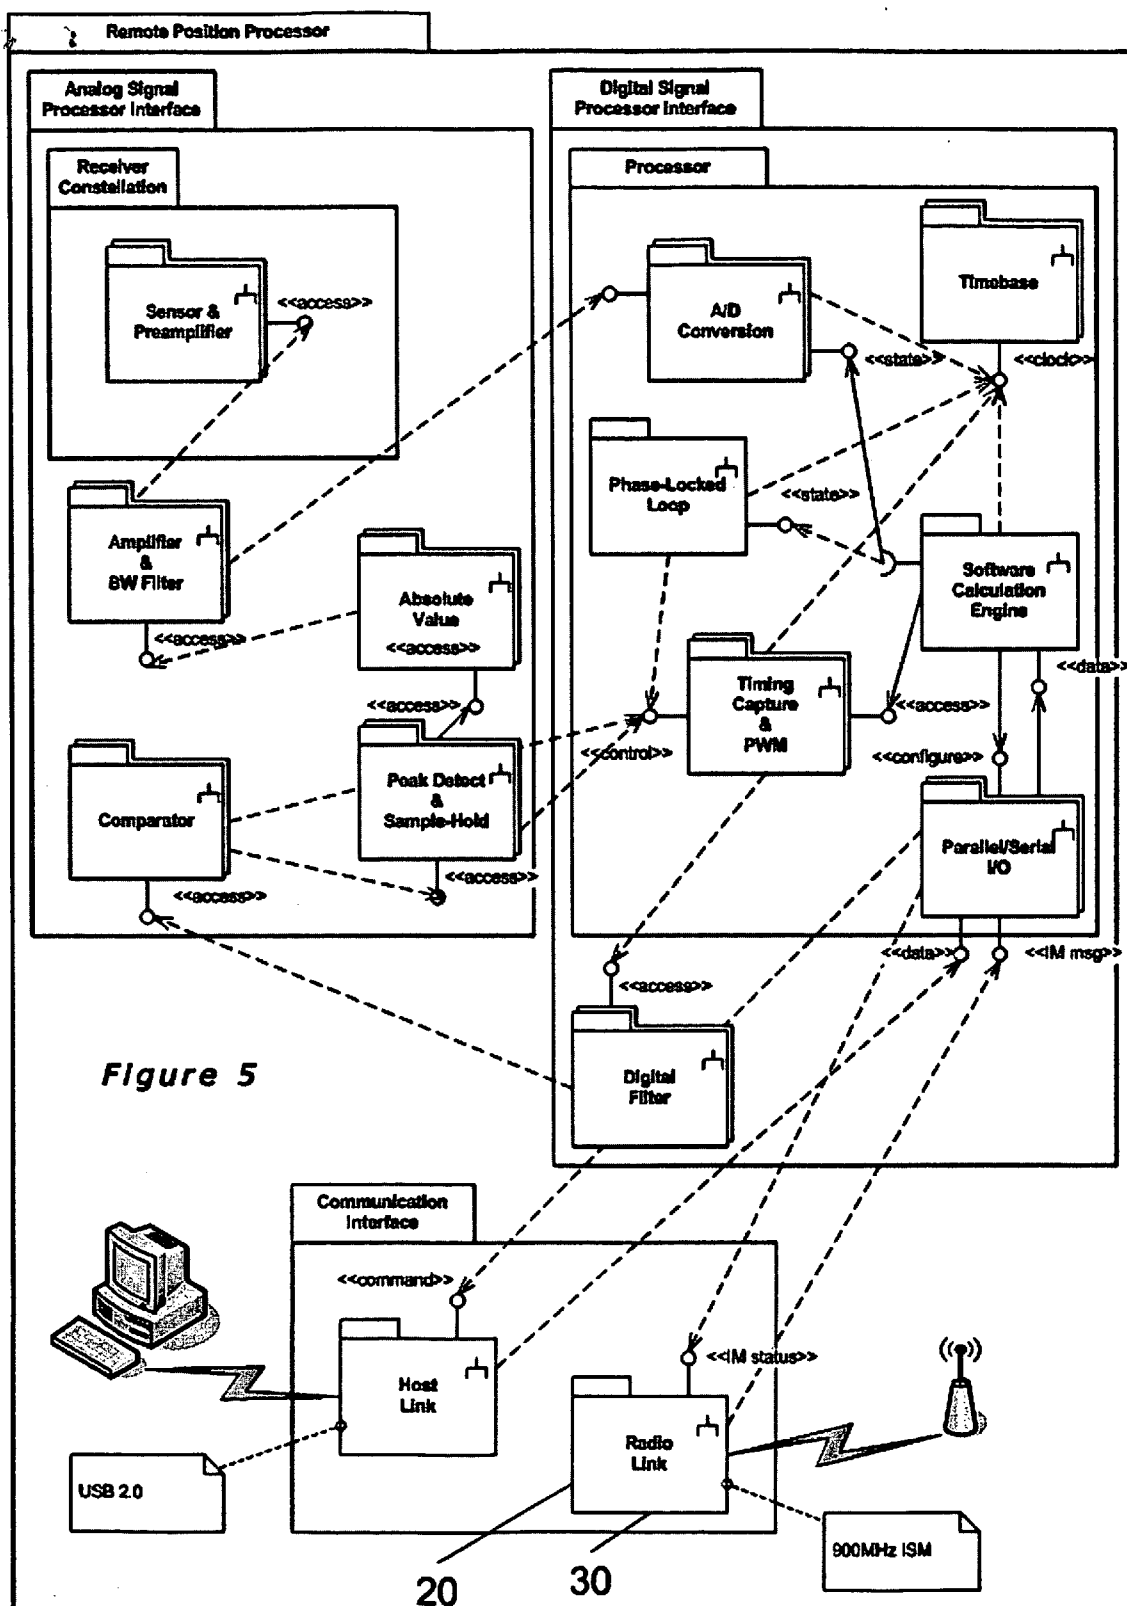 Remote Position Processor
Analog Signal
Processor Interface
Digital Signal
Processor Interface
Receiver
Constellation
Processor
Sensor &
Preamplifier
<<access>>
A/D
Conversion
Timebase
<<state>>
<<clock>>
Phase-Locked
Loop
<<state>>
Amplifier
&
BW Filter
<<access>>
Absolute
Value
<<access>>
Software
Calculation
Engine
<<data>>
<<access>>
Timing
Capture
&
PWM
<<access>>
<<control>>
<<configure>>
Comparator
Peak Detect
&
Sample-Hold
Parallel/Serial
I/O
<<access>>
<<access>>
<<data>>
<<IM msg>>
<<access>>
Figure 5
Digital
Filter
Communication
Interface
<<command>>
<<IM status>>
Host
Link
Radio
Link
USB 2.0
900MHz ISM
20
30